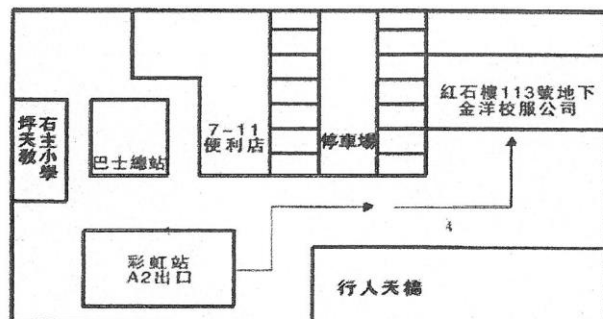 紅石樓113號地下
金洋校服公司
坪石天主教小學
7-11
便利店
停車場
巴士總站
4
彩虹站
A2出口
行人天橋